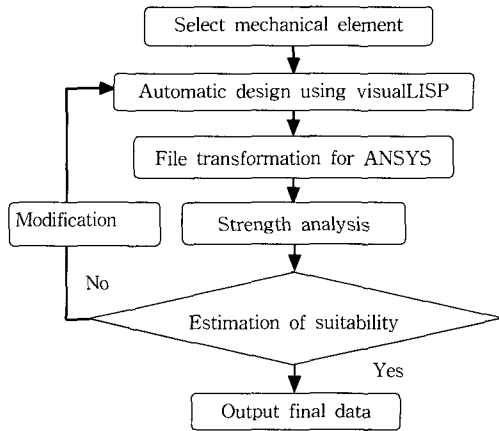 Select mechanical element
Automatic design using visualLISP
File transformation for ANSYS
Modification
Strength analysis
No
Estimation of suitability
Yes
Output final data